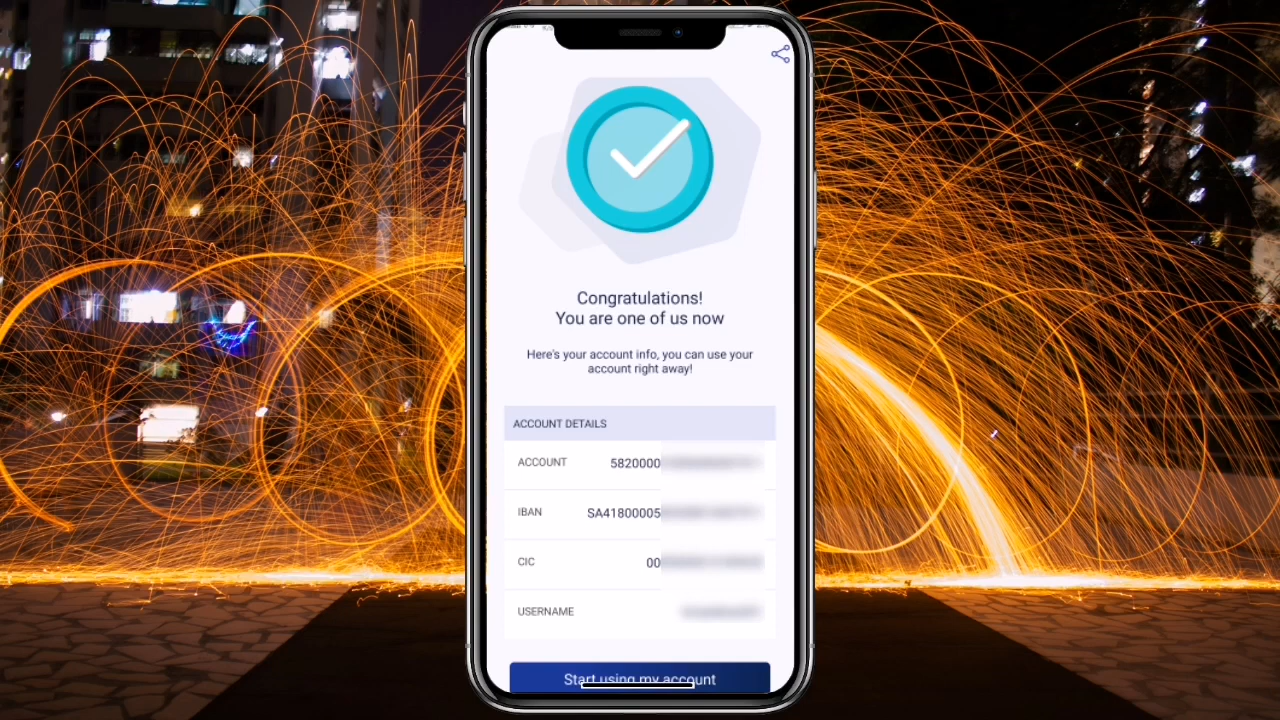 Congratulations!
You are one of us now
Here's your account info, you can use your
account right away!
ACCOUNT DETAILS
ACCOUNT 5820000
IBAN SA41800005
CIC 00
USERNAME
Start using my account